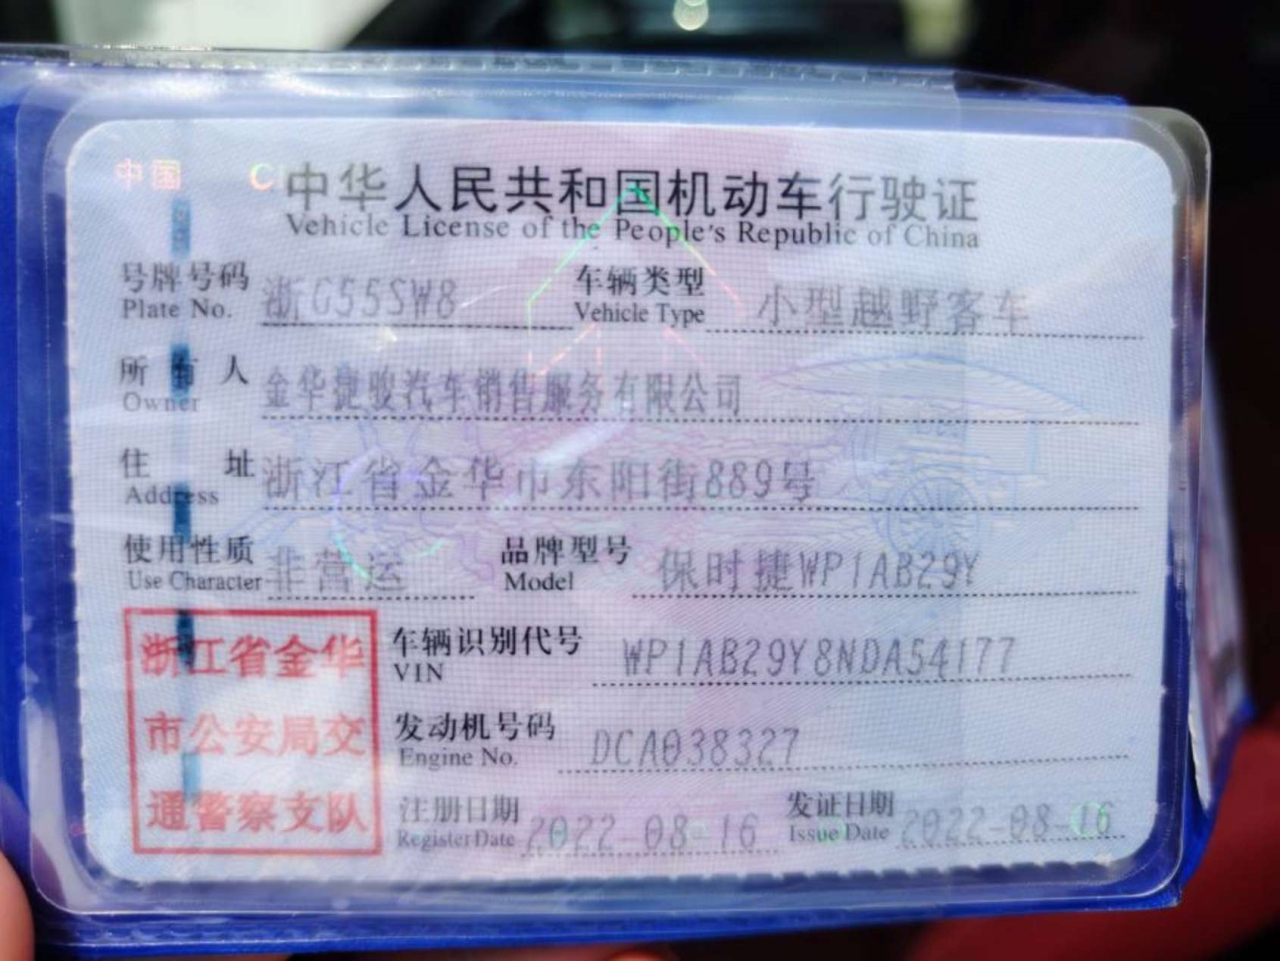 中国 C
中华人民共和国机动车行驶证
Vehicle License of the People's Republic of China
号牌号码 浙G55SW8 车辆类型 小型越野客车
Plate No. Vehicle Type
所有人 金华捷骏汽车销售服务有限公司
Owner
住址 浙江省金华市东阳街889号
Address
使用性质 非营运 品牌型号 保时捷WP1AB29Y
Use Character Model
浙江省金华
市公安局交
通警察支队
车辆识别代号 WP1AB29Y8NDA54177
VIN
发动机号码 DCA038327
Engine No.
注册日期 2022-08-16 发证日期 2022-08-16
Register Date Issue Date